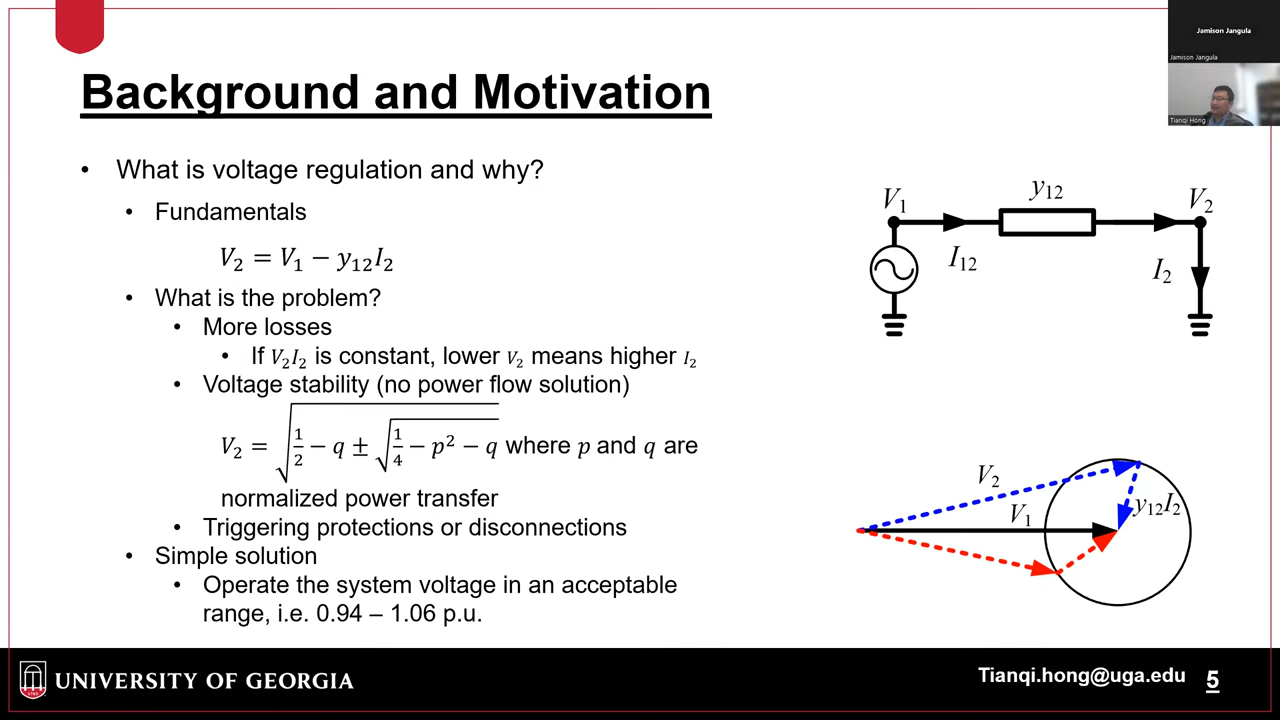 Jamison Jangula
Jamison Jangula
Tianqi Hong
Background and Motivation
• What is voltage regulation and why?
• Fundamentals
V₂ = V₁ − y₁₂I₂
• What is the problem?
• More losses
• If V₂I₂ is constant, lower V₂ means higher I₂
• Voltage stability (no power flow solution)
V₂ = √(1/2 − q ± √(1/4 − p² − q)) where p and q are
normalized power transfer
• Triggering protections or disconnections
• Simple solution
• Operate the system voltage in an acceptable
range, i.e. 0.94 – 1.06 p.u.
V₁ y₁₂ V₂
I₁₂ I₂
V₂
V₁ y₁₂I₂
UNIVERSITY OF GEORGIA
Tianqi.hong@uga.edu 5